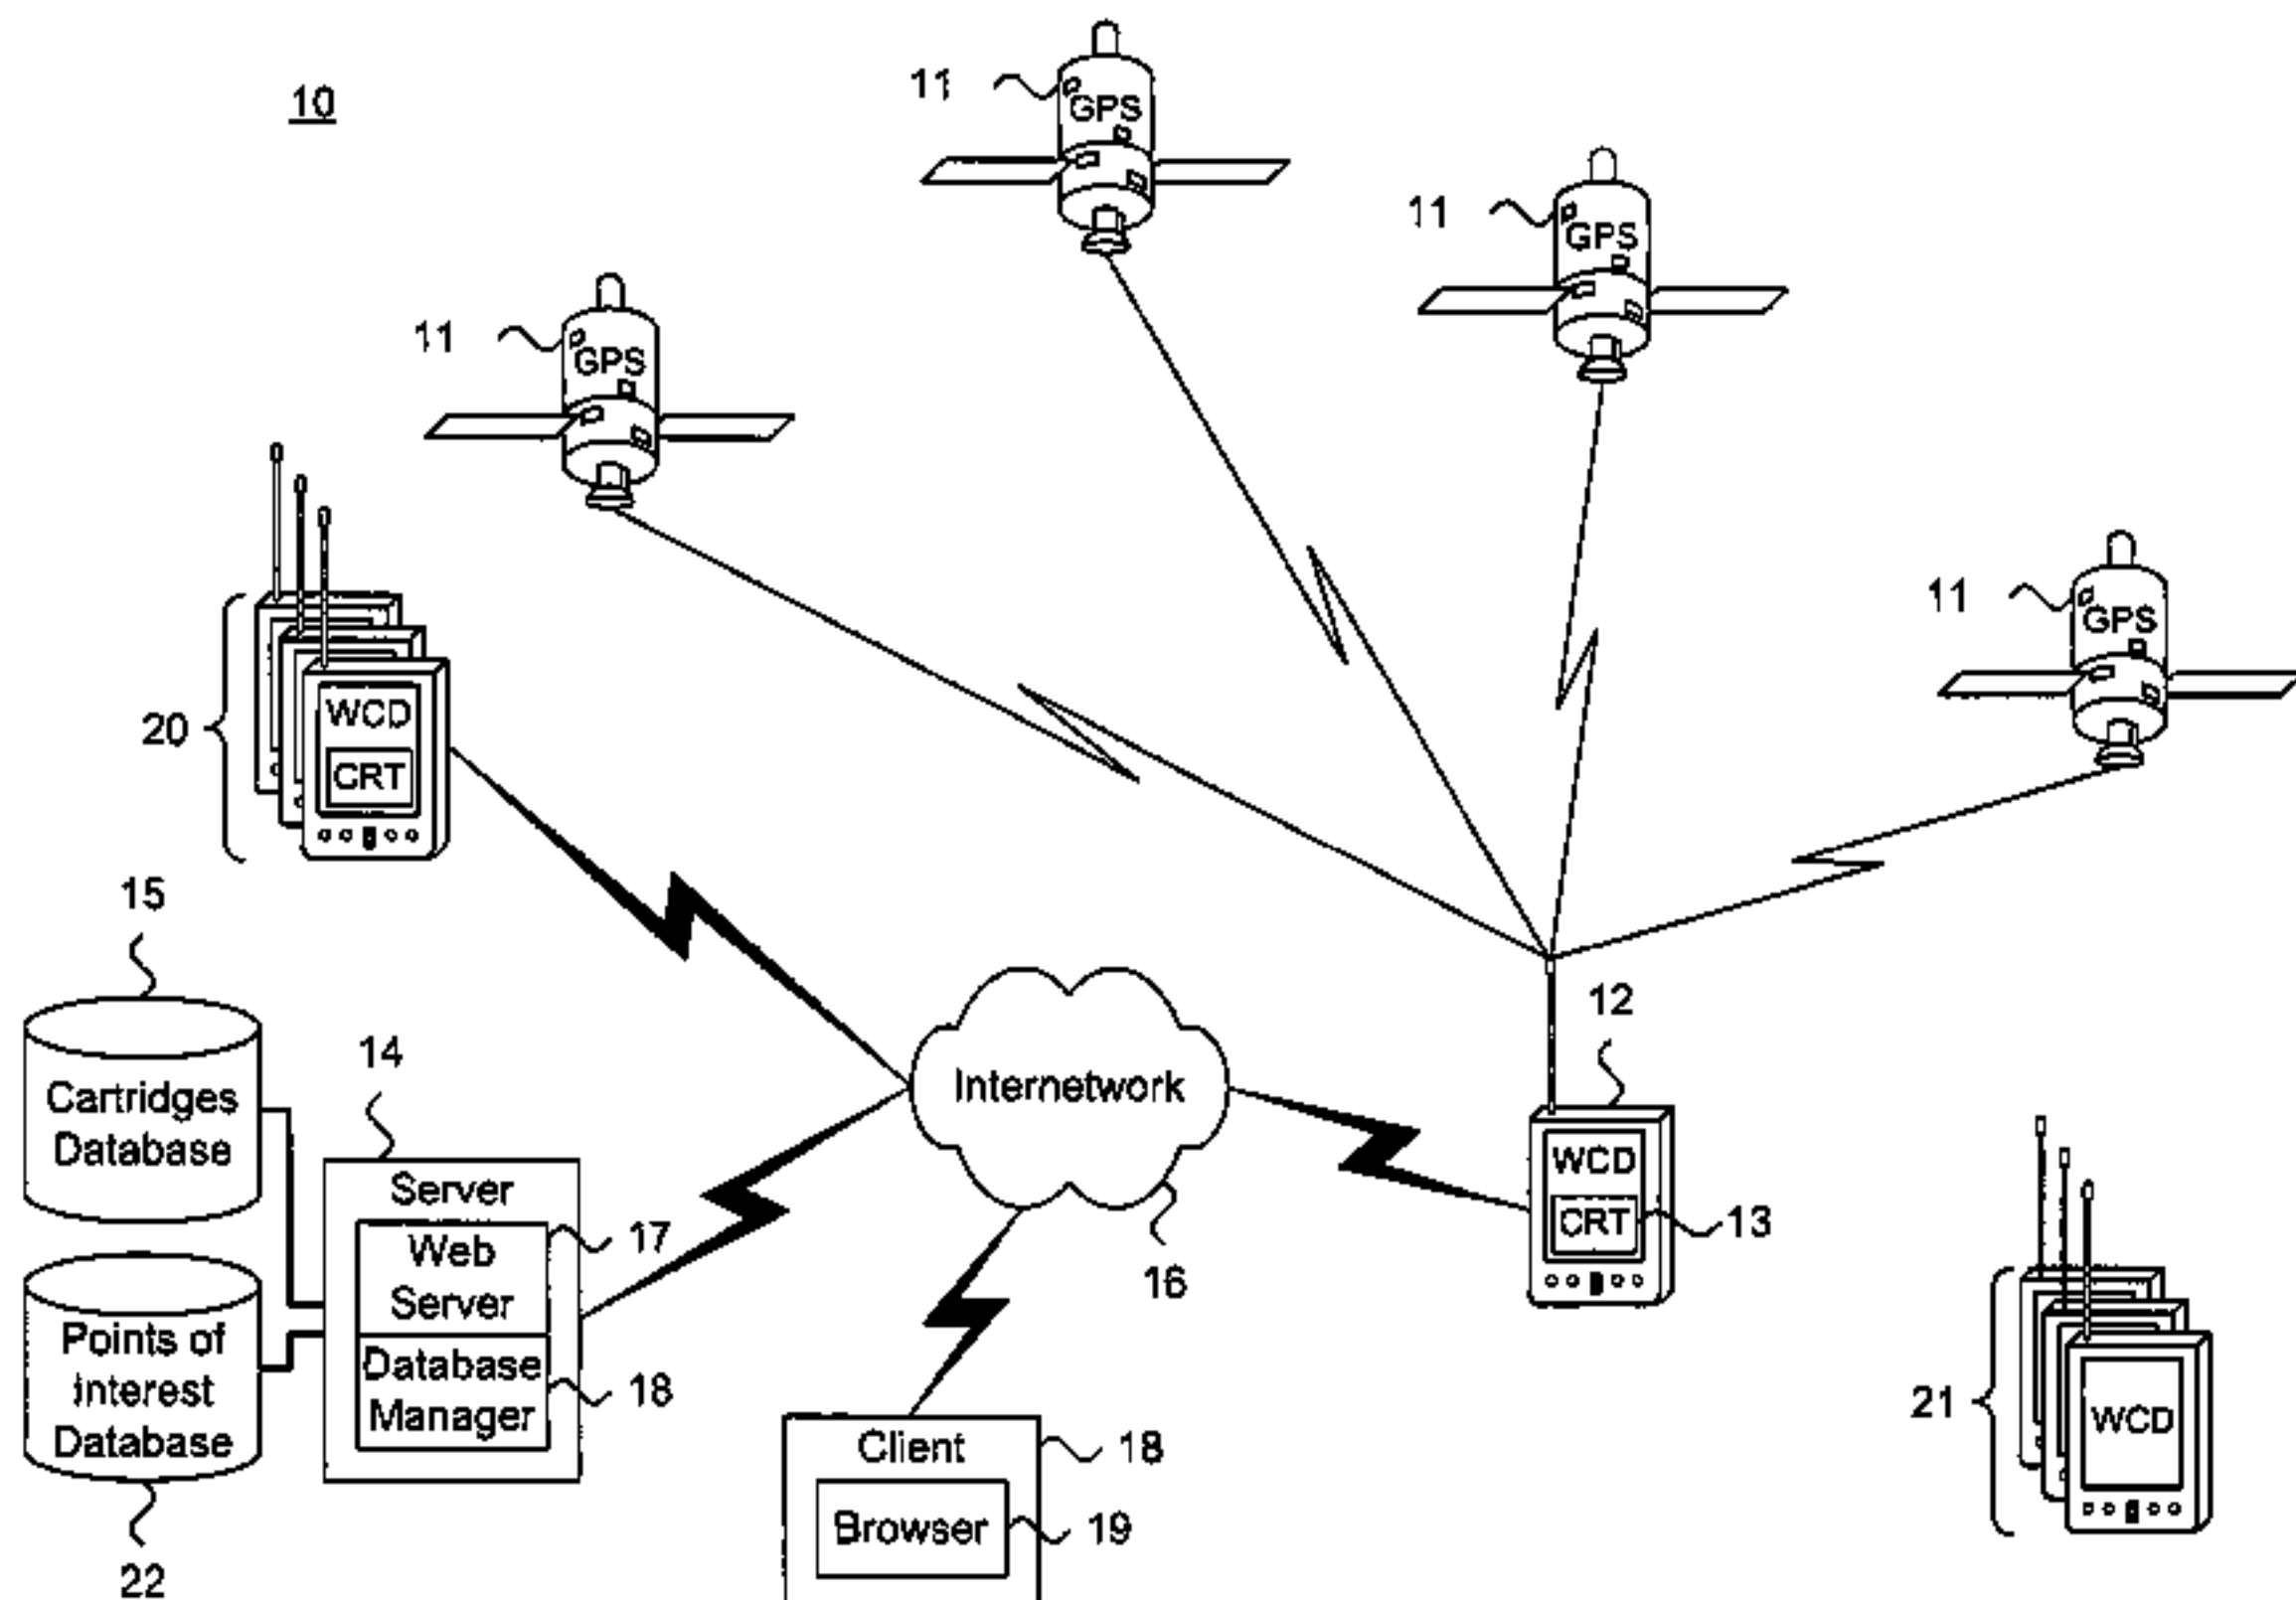 10
11
GPS
11
GPS
11
GPS
11
GPS
20
WCD
CRT
15
Cartridges
Database
14
Server
17
Web
Server
18
Database
Manager
Points of
Interest
Database
22
Internetwork
16
12
WCD
CRT
13
Client
18
Browser
19
21
WCD